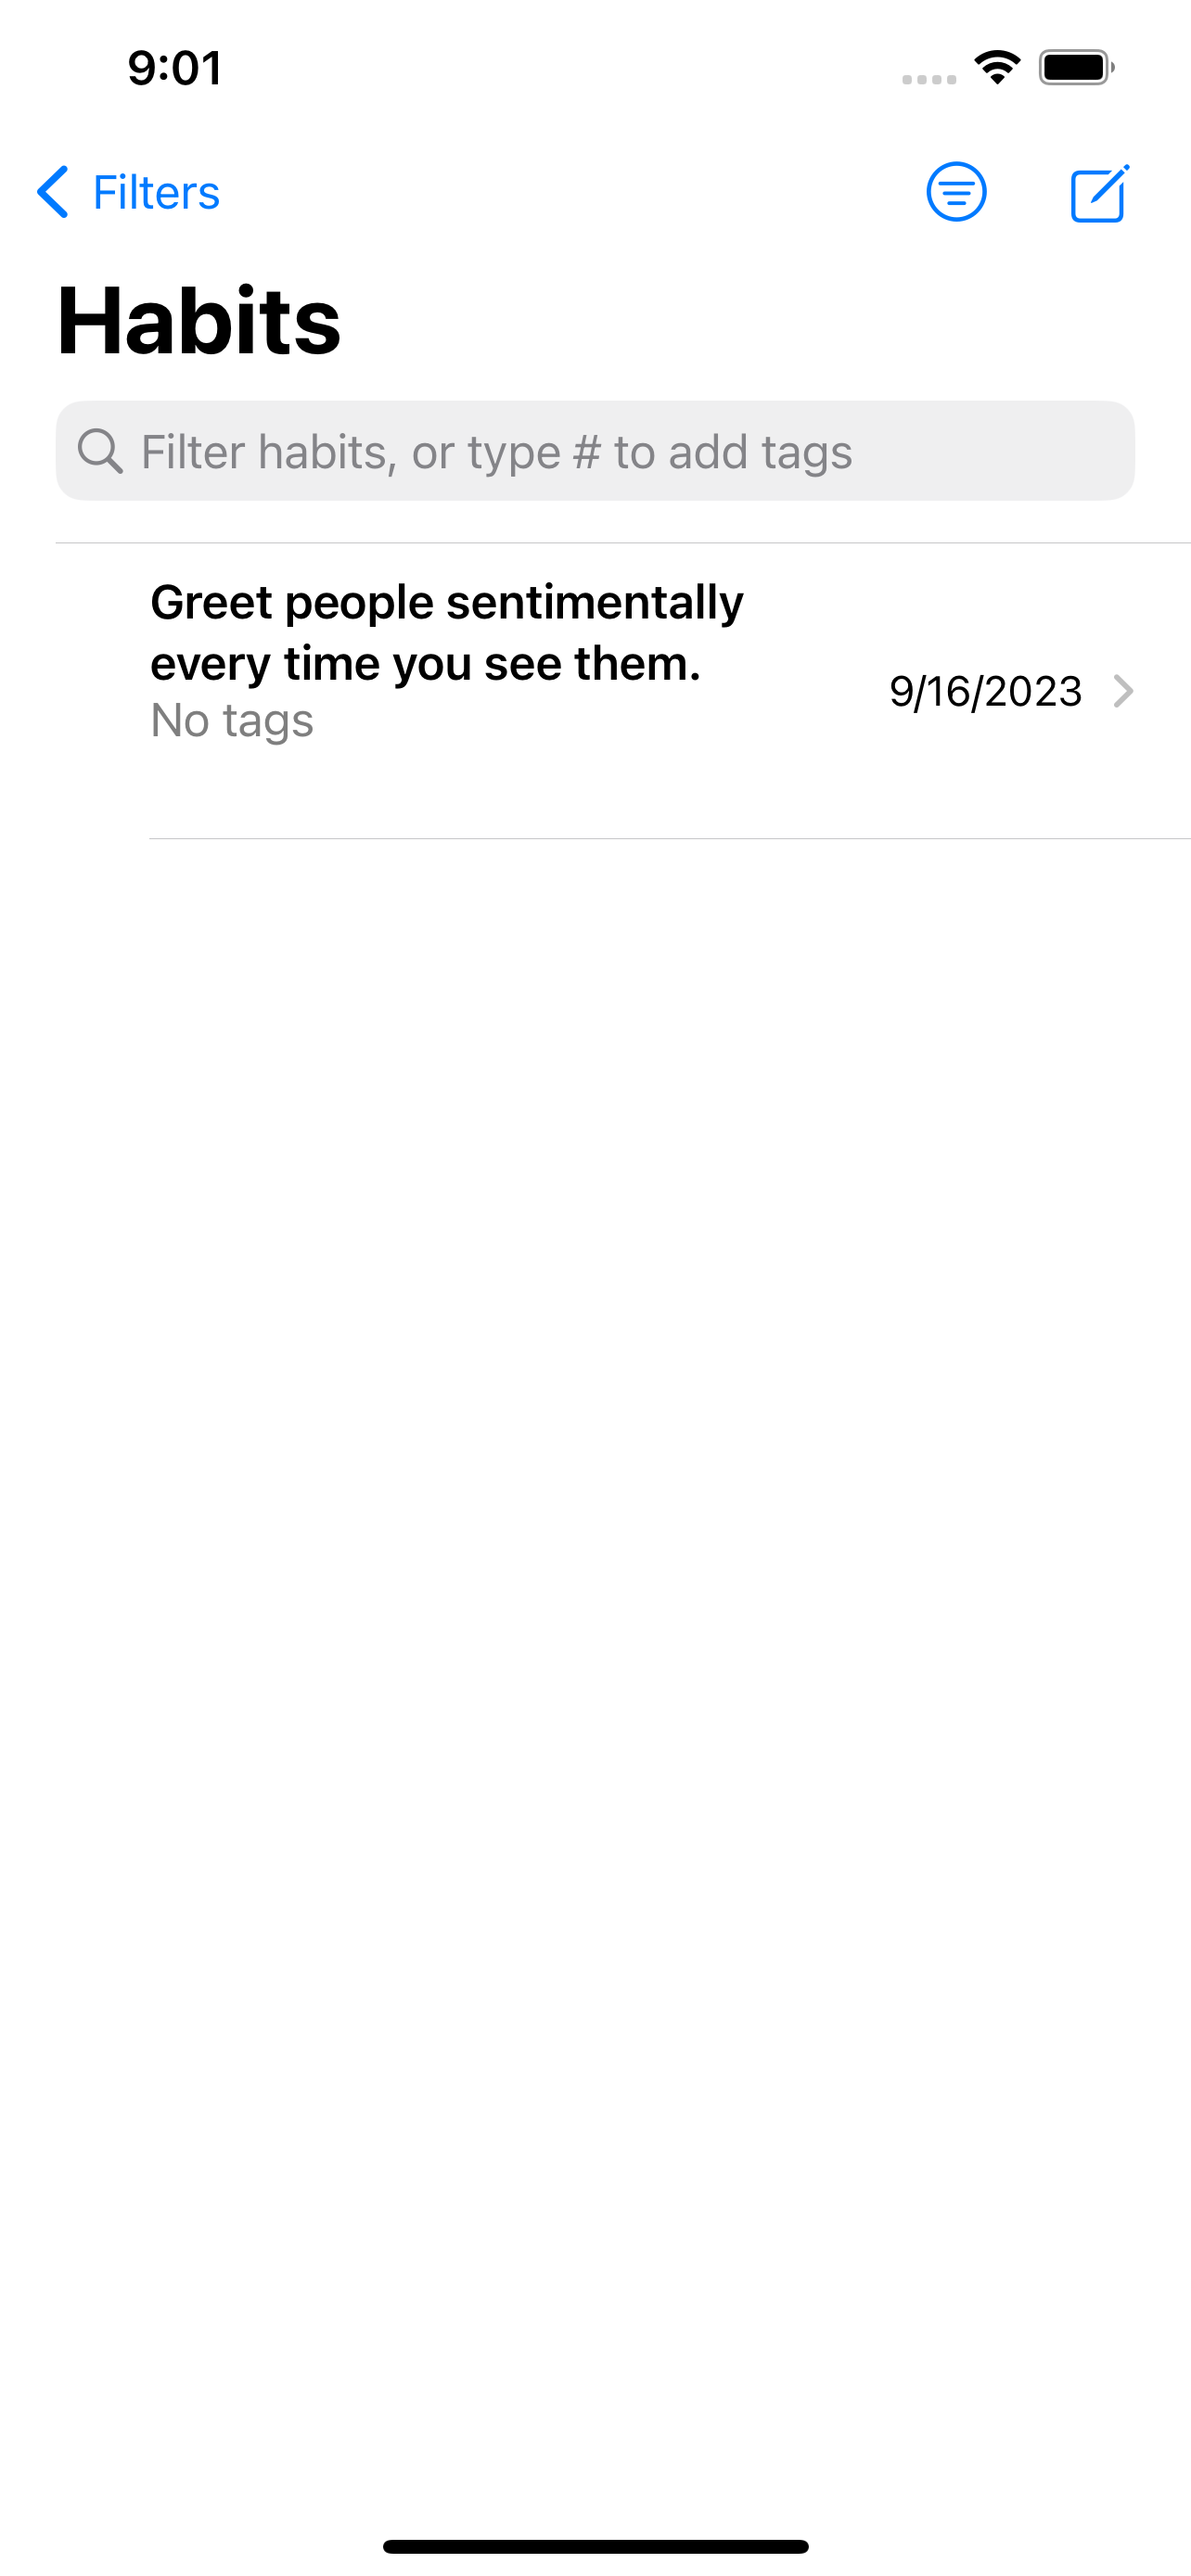 9:01
Filters
Habits
Filter habits, or type # to add tags
Greet people sentimentally
every time you see them.
No tags
9/16/2023